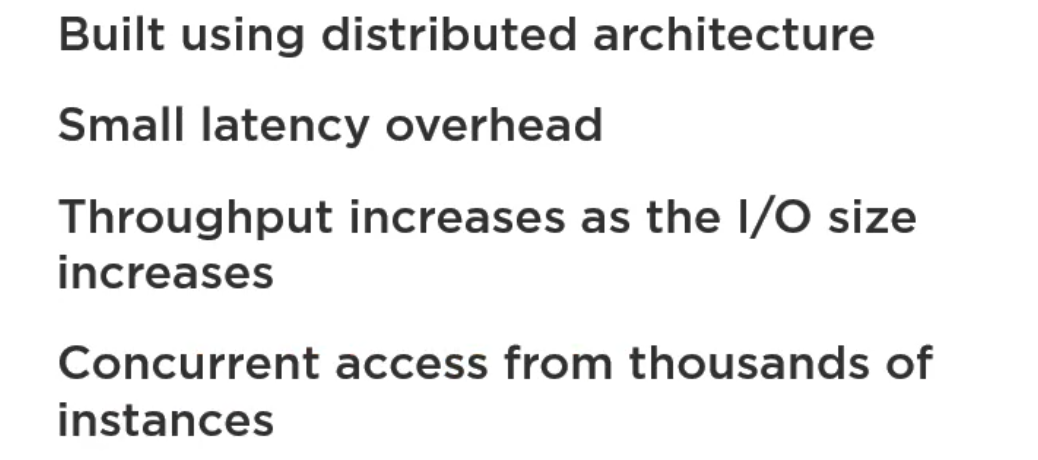 Built using distributed architecture
Small latency overhead
Throughput increases as the I/O size
increases
Concurrent access from thousands of
instances